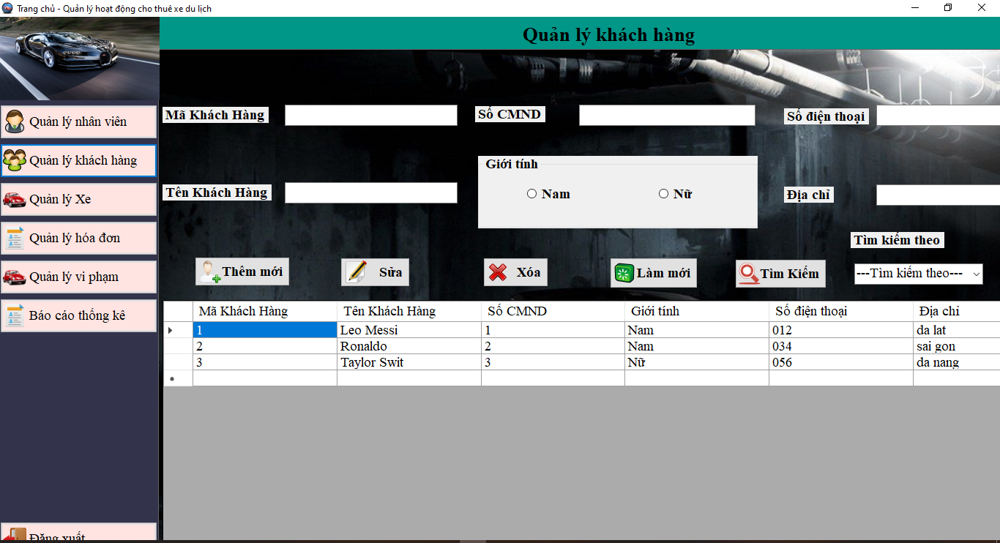 Trang chủ - Quản lý hoạt động cho thuê xe du lịch
Quản lý khách hàng
Quản lý nhân viên
Quản lý khách hàng
Quản lý Xe
Quản lý hóa đơn
Quản lý vi phạm
Báo cáo thống kê
Đăng xuất
Mã Khách Hàng
Số CMND
Số điện thoại
Giới tính
Tên Khách Hàng
Nam
Nữ
Địa chỉ
Tìm kiếm theo
Thêm mới
Sửa
Xóa
Làm mới
Tìm Kiếm
---Tìm kiếm theo---
Mã Khách Hàng Tên Khách Hàng Số CMND Giới tính Số điện thoại Địa chỉ
1 Leo Messi 1 Nam 012 da lat
2 Ronaldo 2 Nam 034 sai gon
3 Taylor Swit 3 Nữ 056 da nang